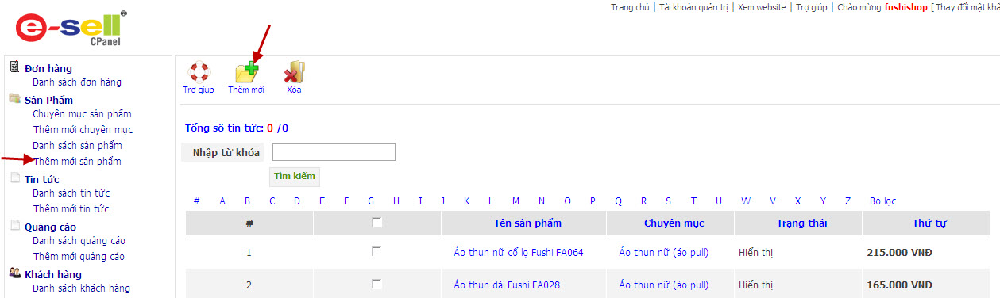 Trang chủ | Tài khoản quản trị | Xem website | Trợ giúp | Chào mừng fushishop [ Thay đổi mật khẩ
e-sell®
CPanel
Đơn hàng
Danh sách đơn hàng
Sản Phẩm
Chuyên mục sản phẩm
Thêm mới chuyên mục
Danh sách sản phẩm
Thêm mới sản phẩm
Tin tức
Danh sách tin tức
Thêm mới tin tức
Quảng cáo
Danh sách quảng cáo
Thêm mới quảng cáo
Khách hàng
Danh sách khách hàng
Trợ giúp Thêm mới Xóa
Tổng số tin tức: 0 /0
Nhập từ khóa
Tìm kiếm
# A B C D E F G H I J K L M N O P Q R S T U W V X Y Z Bỏ lọc
# Tên sản phẩm Chuyên mục Trạng thái Thứ tự
1 Áo thun nữ cổ lọ Fushi FA064 Áo thun nữ (áo pull) Hiển thị 215.000 VNĐ
2 Áo thun dài Fushi FA028 Áo thun nữ (áo pull) Hiển thị 165.000 VNĐ